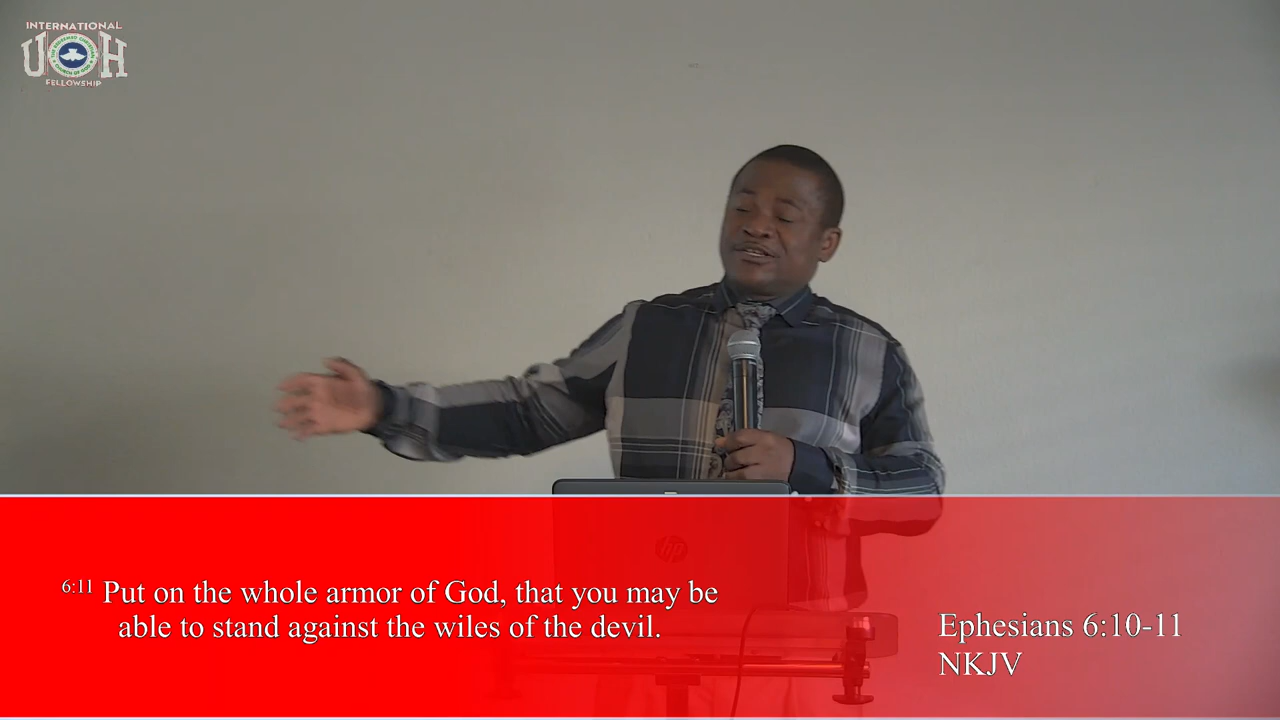 INTERNATIONAL
UH
FELLOWSHIP
hp
6:11 Put on the whole armor of God, that you may be
able to stand against the wiles of the devil.
Ephesians 6:10-11
NKJV